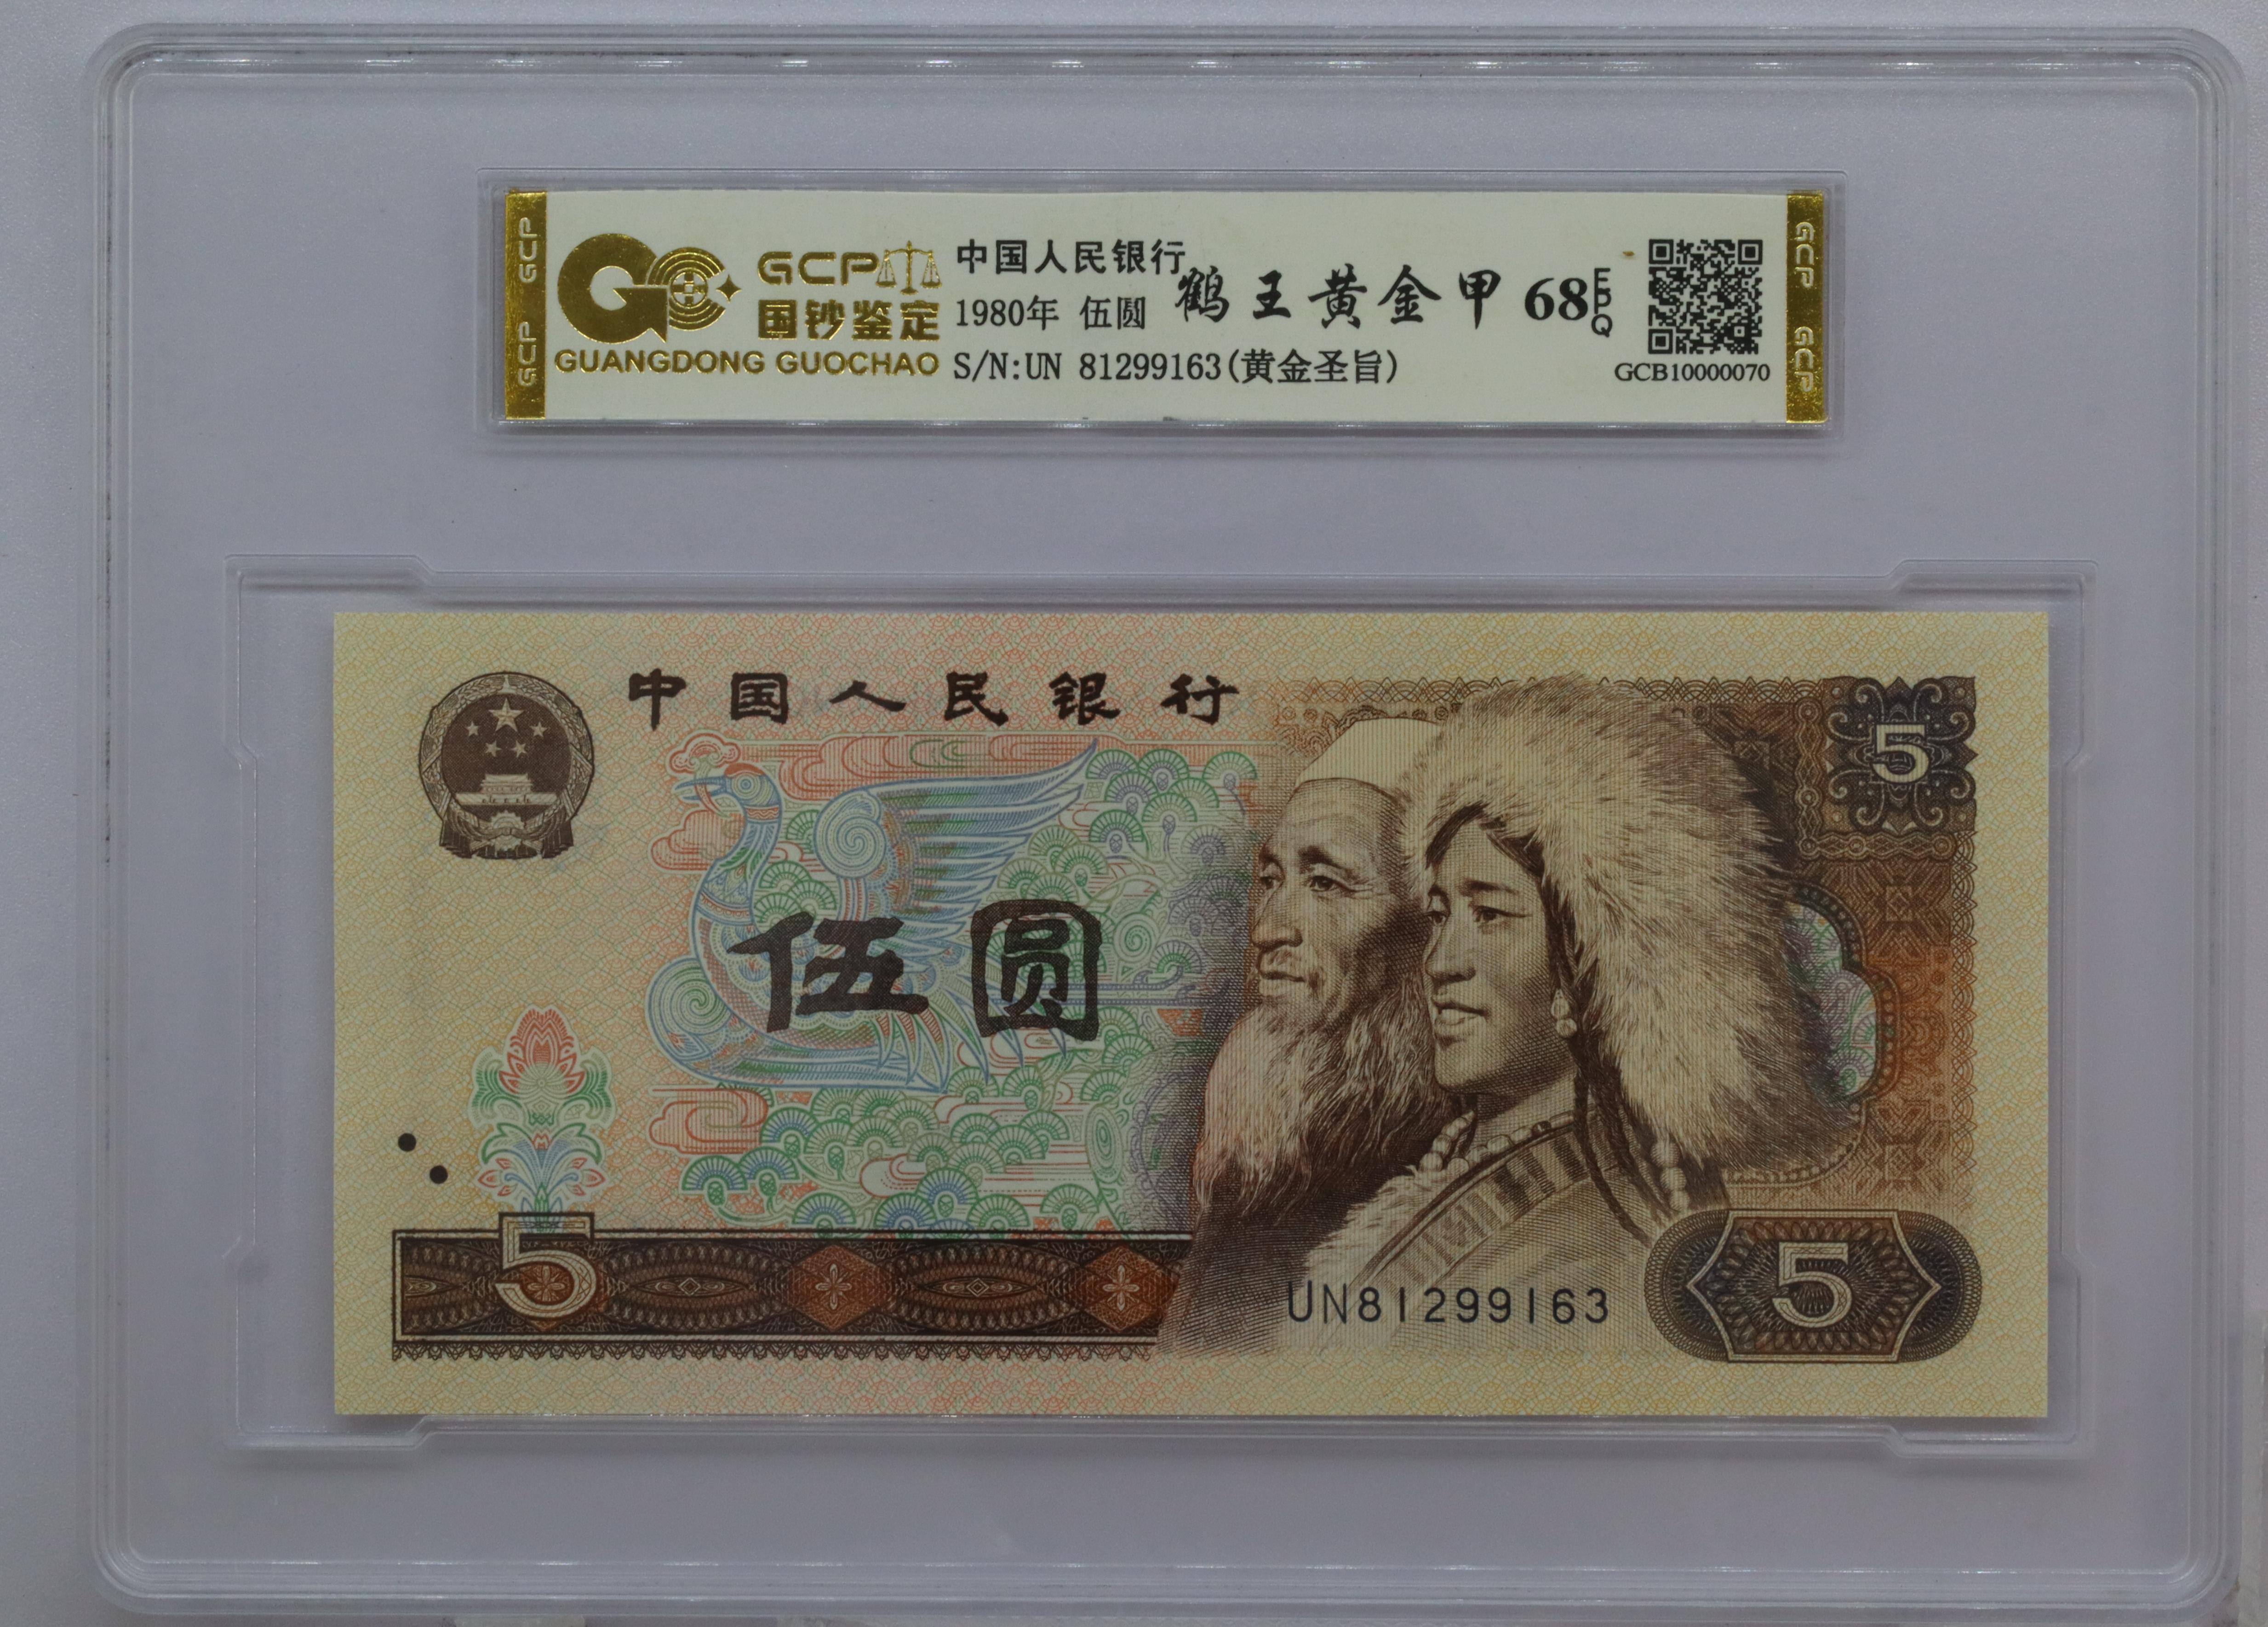 GCP GCP
GCP
国钞鉴定
GUANGDONG GUOCHAO
中国人民银行
1980年 伍圆
S/N:UN 81299163(黄金圣旨)
鹤王黄金甲 68 EPQ
GCB10000070
GCP GCP
中国人民银行
5
伍圆
5
UN81299163
5